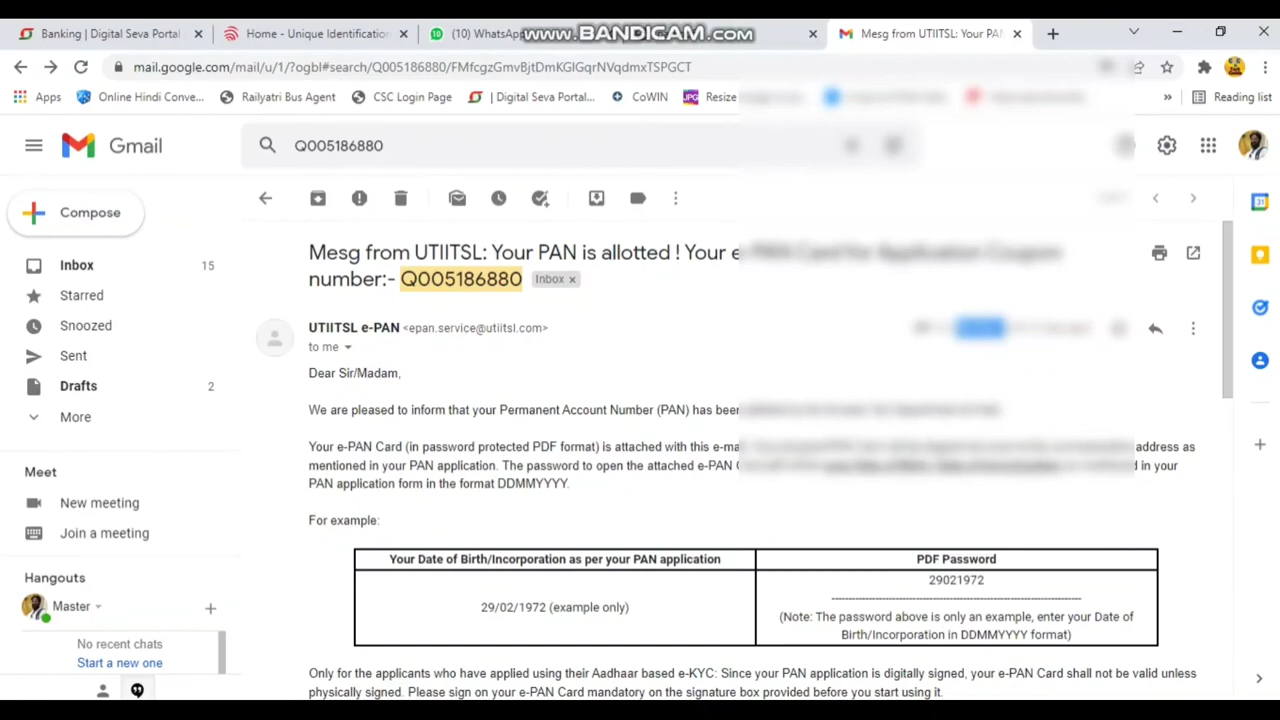 Banking | Digital Seva Portal
Home - Unique Identification
(10) WhatsApp
www.BANDICAM.com
Mesg from UTIITSL: Your PAN
mail.google.com/mail/u/1/?ogbl#search/Q005186880/FMfcgzGmvBjtDmKGlGqrNVqdmxTSPGCT
Apps
Online Hindi Conve...
Railyatri Bus Agent
CSC Login Page
| Digital Seva Portal...
CoWIN
JPG Resize
»
Reading list
Gmail
Q005186880
Compose
Mesg from UTIITSL: Your PAN is allotted ! Your e-PAN Card for Application Coupon
number:- Q005186880 Inbox x
Inbox 15
Starred
Snoozed
Sent
Drafts 2
More
UTIITSL e-PAN <epan.service@utiitsl.com>
to me
Dear Sir/Madam,
We are pleased to inform that your Permanent Account Number (PAN) has been
Your e-PAN Card (in password protected PDF format) is attached with this e-ma address as
mentioned in your PAN application. The password to open the attached e-PAN in your
PAN application form in the format DDMMYYYY.
For example:
Your Date of Birth/Incorporation as per your PAN application PDF Password
29/02/1972 (example only)
29021972
(Note: The password above is only an example, enter your Date of
Birth/Incorporation in DDMMYYYY format)
Only for the applicants who have applied using their Aadhaar based e-KYC: Since your PAN application is digitally signed, your e-PAN Card shall not be valid unless
physically signed. Please sign on your e-PAN Card mandatory on the signature box provided before you start using it.
Meet
New meeting
Join a meeting
Hangouts
Master
No recent chats
Start a new one
31